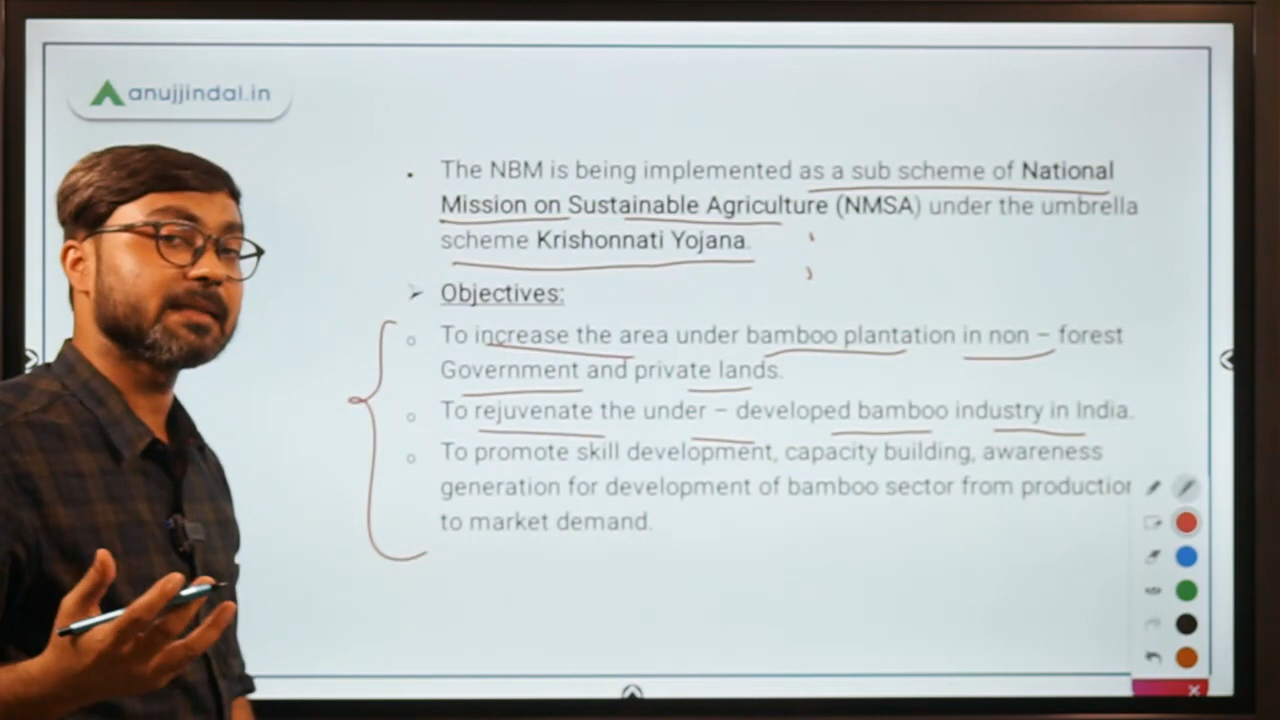 anujjindal.in
. The NBM is being implemented as a sub scheme of National
Mission on Sustainable Agriculture (NMSA) under the umbrella
scheme Krishonnati Yojana.
➤ Objectives:
o To increase the area under bamboo plantation in non – forest
Government and private lands.
o To rejuvenate the under – developed bamboo industry in India.
o To promote skill development, capacity building, awareness
generation for development of bamboo sector from production
to market demand.